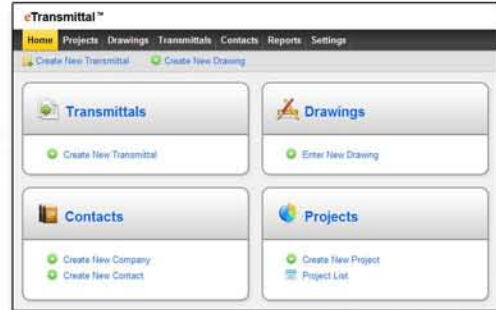 eTransmittal™
Home Projects Drawings Transmittals Contacts Reports Settings
Create New Transmittal Create New Drawing
Transmittals
Create New Transmittal
Drawings
Enter New Drawing
Contacts
Create New Company
Create New Contact
Projects
Create New Project
Project List